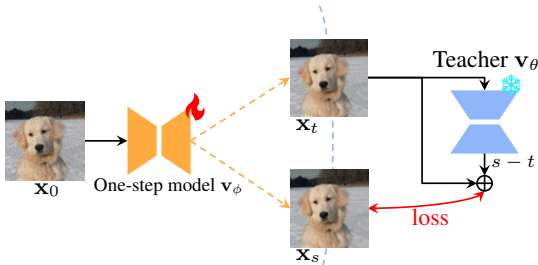 Teacher v_θ
x_t
s − t
x_0
One-step model v_ϕ
loss
x_s